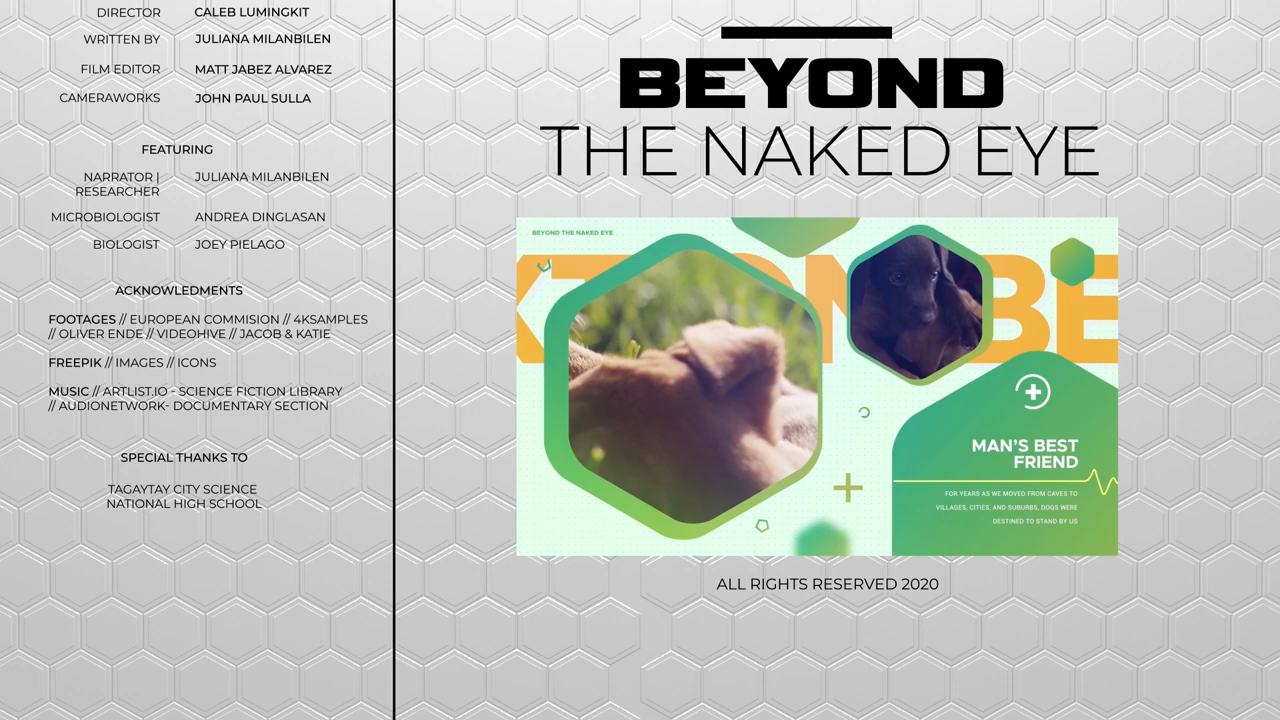 DIRECTOR CALEB LUMINGKIT
WRITTEN BY JULIANA MILANBILEN
FILM EDITOR MATT JABEZ ALVAREZ
CAMERAWORKS JOHN PAUL SULLA
FEATURING
NARRATOR | JULIANA MILANBILEN
RESEARCHER
MICROBIOLOGIST ANDREA DINGLASAN
BIOLOGIST JOEY PIELAGO
ACKNOWLEDMENTS
FOOTAGES // EUROPEAN COMMISION // 4KSAMPLES
// OLIVER ENDE // VIDEOHIVE // JACOB & KATIE
FREEPIK // IMAGES // ICONS
MUSIC // ARTLIST.IO - SCIENCE FICTION LIBRARY
// AUDIONETWORK- DOCUMENTARY SECTION
SPECIAL THANKS TO
TAGAYTAY CITY SCIENCE
NATIONAL HIGH SCHOOL
BEYOND
THE NAKED EYE
BEYOND THE NAKED EYE
BE
MAN'S BEST
FRIEND
FOR YEARS AS WE MOVED FROM CAVES TO
VILLAGES, CITIES, AND SUBURBS, DOGS WERE
DESTINED TO STAND BY US
ALL RIGHTS RESERVED 2020